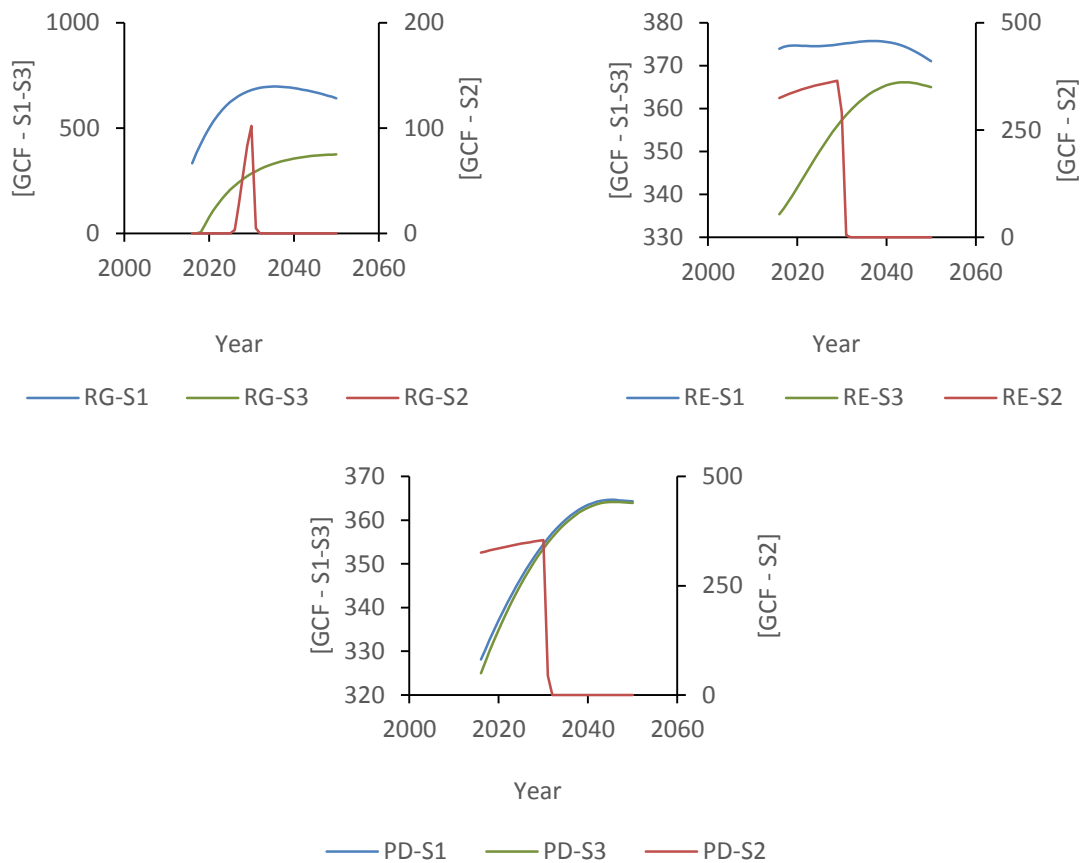 1000
500
0
[GCF - S1-S3]
200
100
0
[GCF - S2]
2000 2020 2040 2060
Year
RG-S1 RG-S3 RG-S2
380
370
360
350
340
330
[GCF - S1-S3]
500
250
0
[GCF - S2]
2000 2020 2040 2060
Year
RE-S1 RE-S3 RE-S2
370
360
350
340
330
320
[GCF - S1-S3]
500
250
0
[GCF - S2]
2000 2020 2040 2060
Year
PD-S1 PD-S3 PD-S2